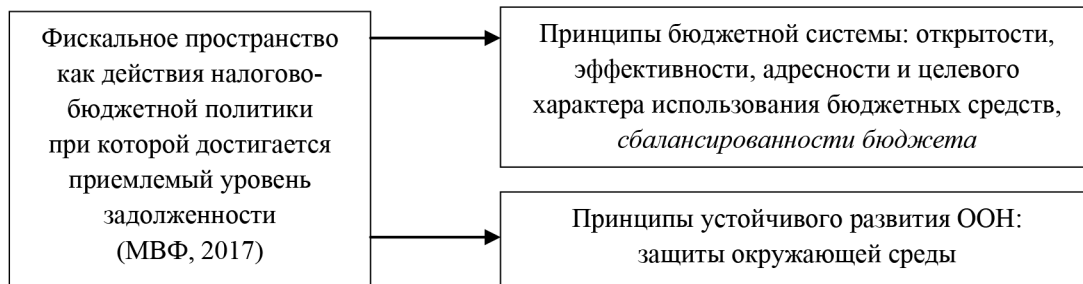 Фискальное пространство
как действия налогово-
бюджетной политики
при которой достигается
приемлемый уровень
задолженности
(МВФ, 2017)
Принципы бюджетной системы: открытости,
эффективности, адресности и целевого
характера использования бюджетных средств,
сбалансированности бюджета
Принципы устойчивого развития ООН:
защиты окружающей среды